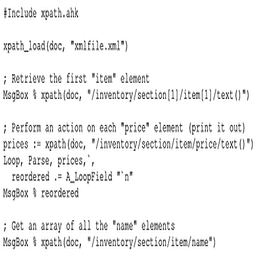 #Include xpath.ahk
xpath_load(doc, "xmlfile.xml")
; Retrieve the first "item" element
MsgBox % xpath(doc, "/inventory/section[1]/item[1]/text()")
; Perform an action on each "price" element (print it out)
prices := xpath(doc, "/inventory/section/item/price/text()")
Loop, Parse, prices,`,
reordered .= A_LoopField "`n"
MsgBox % reordered
; Get an array of all the "name" elements
MsgBox % xpath(doc, "/inventory/section/item/name")